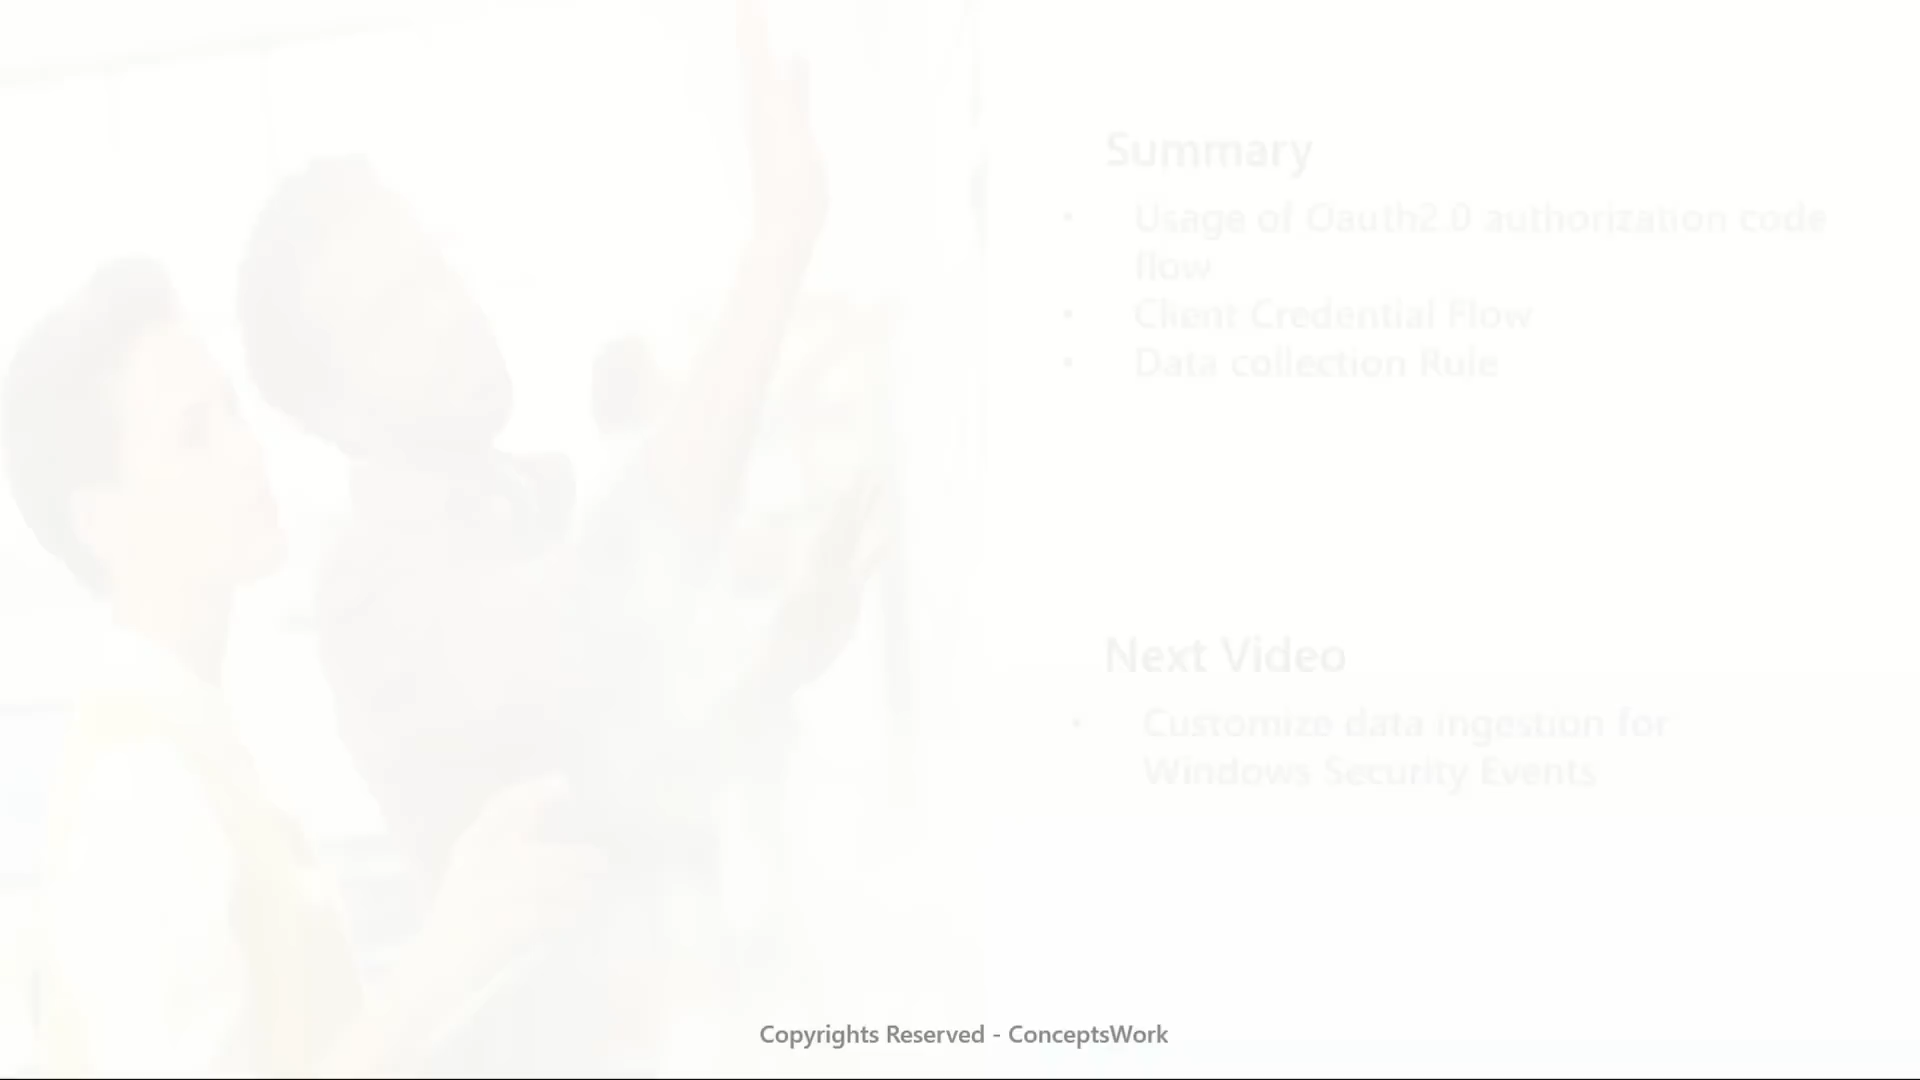 Summary
• Usage of Oauth2.0 authorization code
flow
• Client Credential Flow
• Data collection Rule
Next Video
• Customize data ingestion for
Windows Security Events
Copyrights Reserved - ConceptsWork